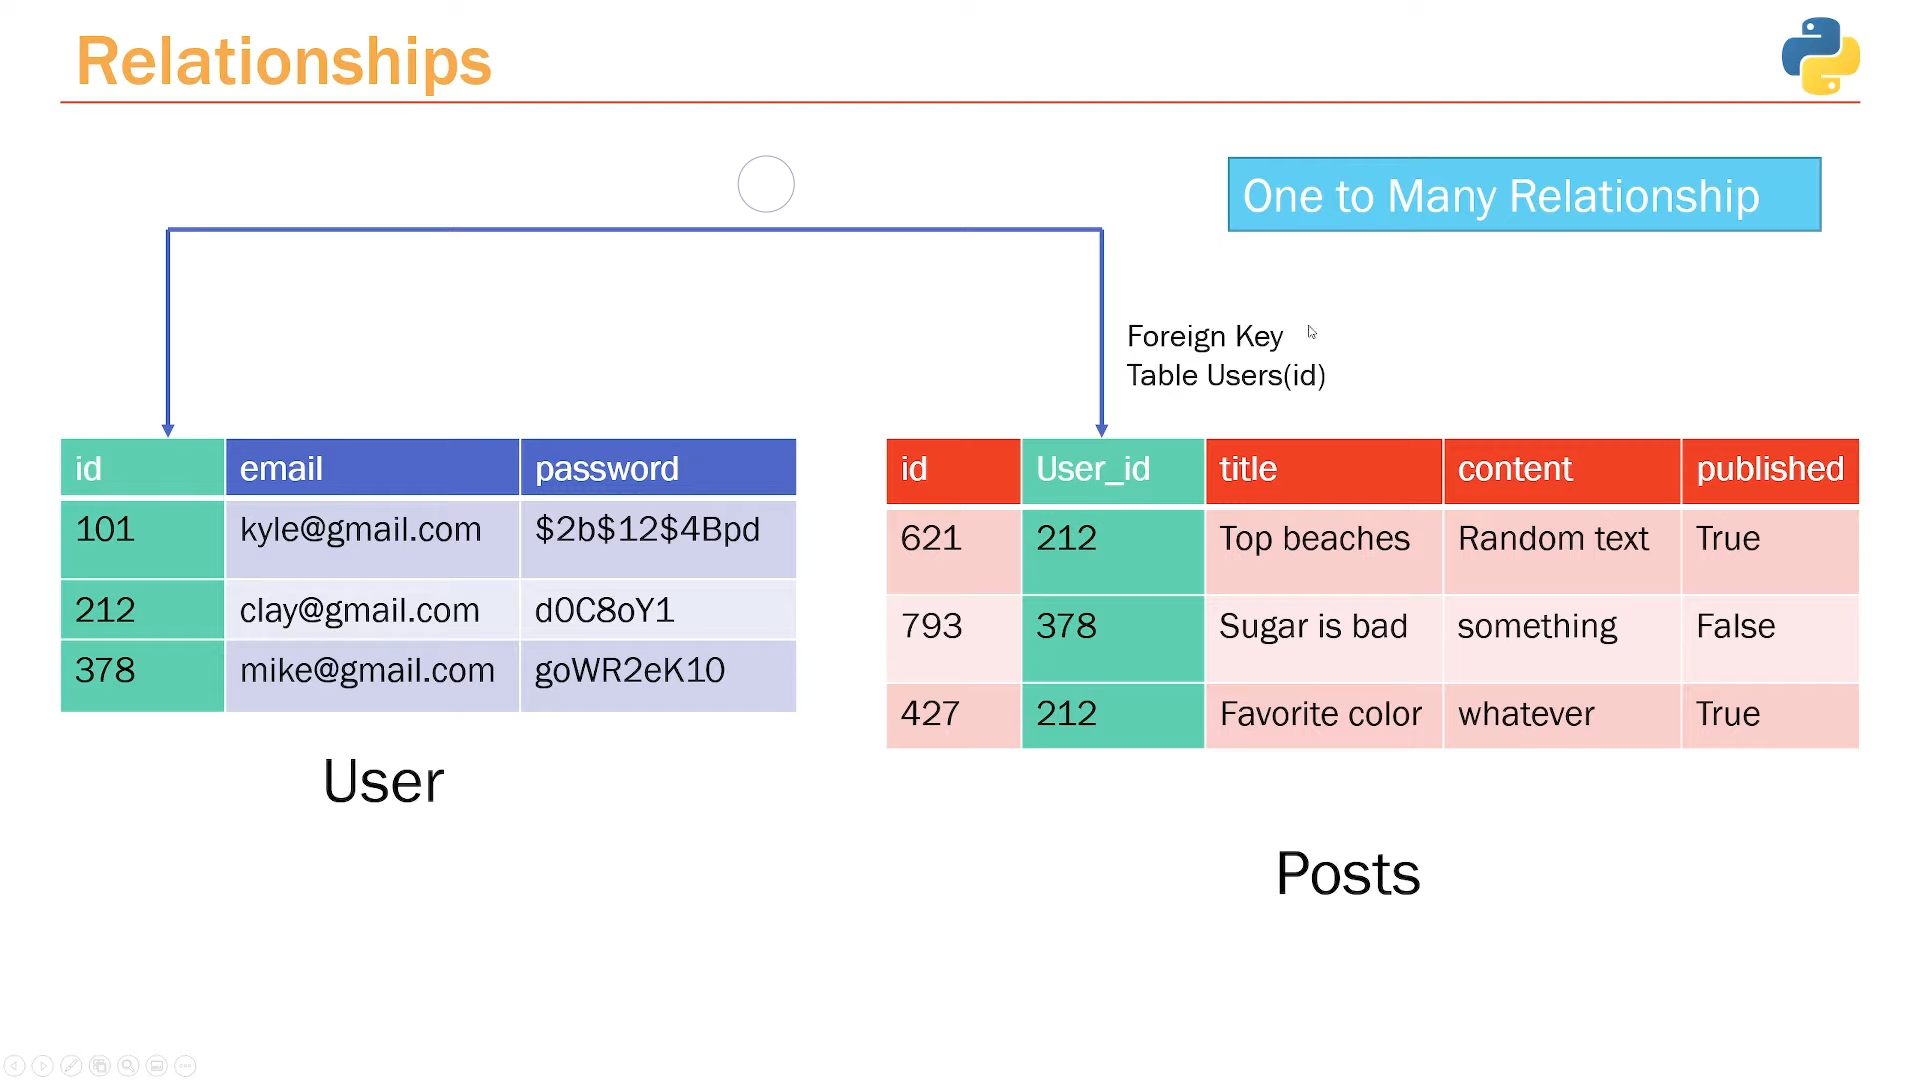 Relationships
One to Many Relationship
Foreign Key
Table Users(id)
id email password
101 kyle@gmail.com $2b$12$4Bpd
212 clay@gmail.com d0C8oY1
378 mike@gmail.com goWR2eK10
User
id User_id title content published
621 212 Top beaches Random text True
793 378 Sugar is bad something False
427 212 Favorite color whatever True
Posts